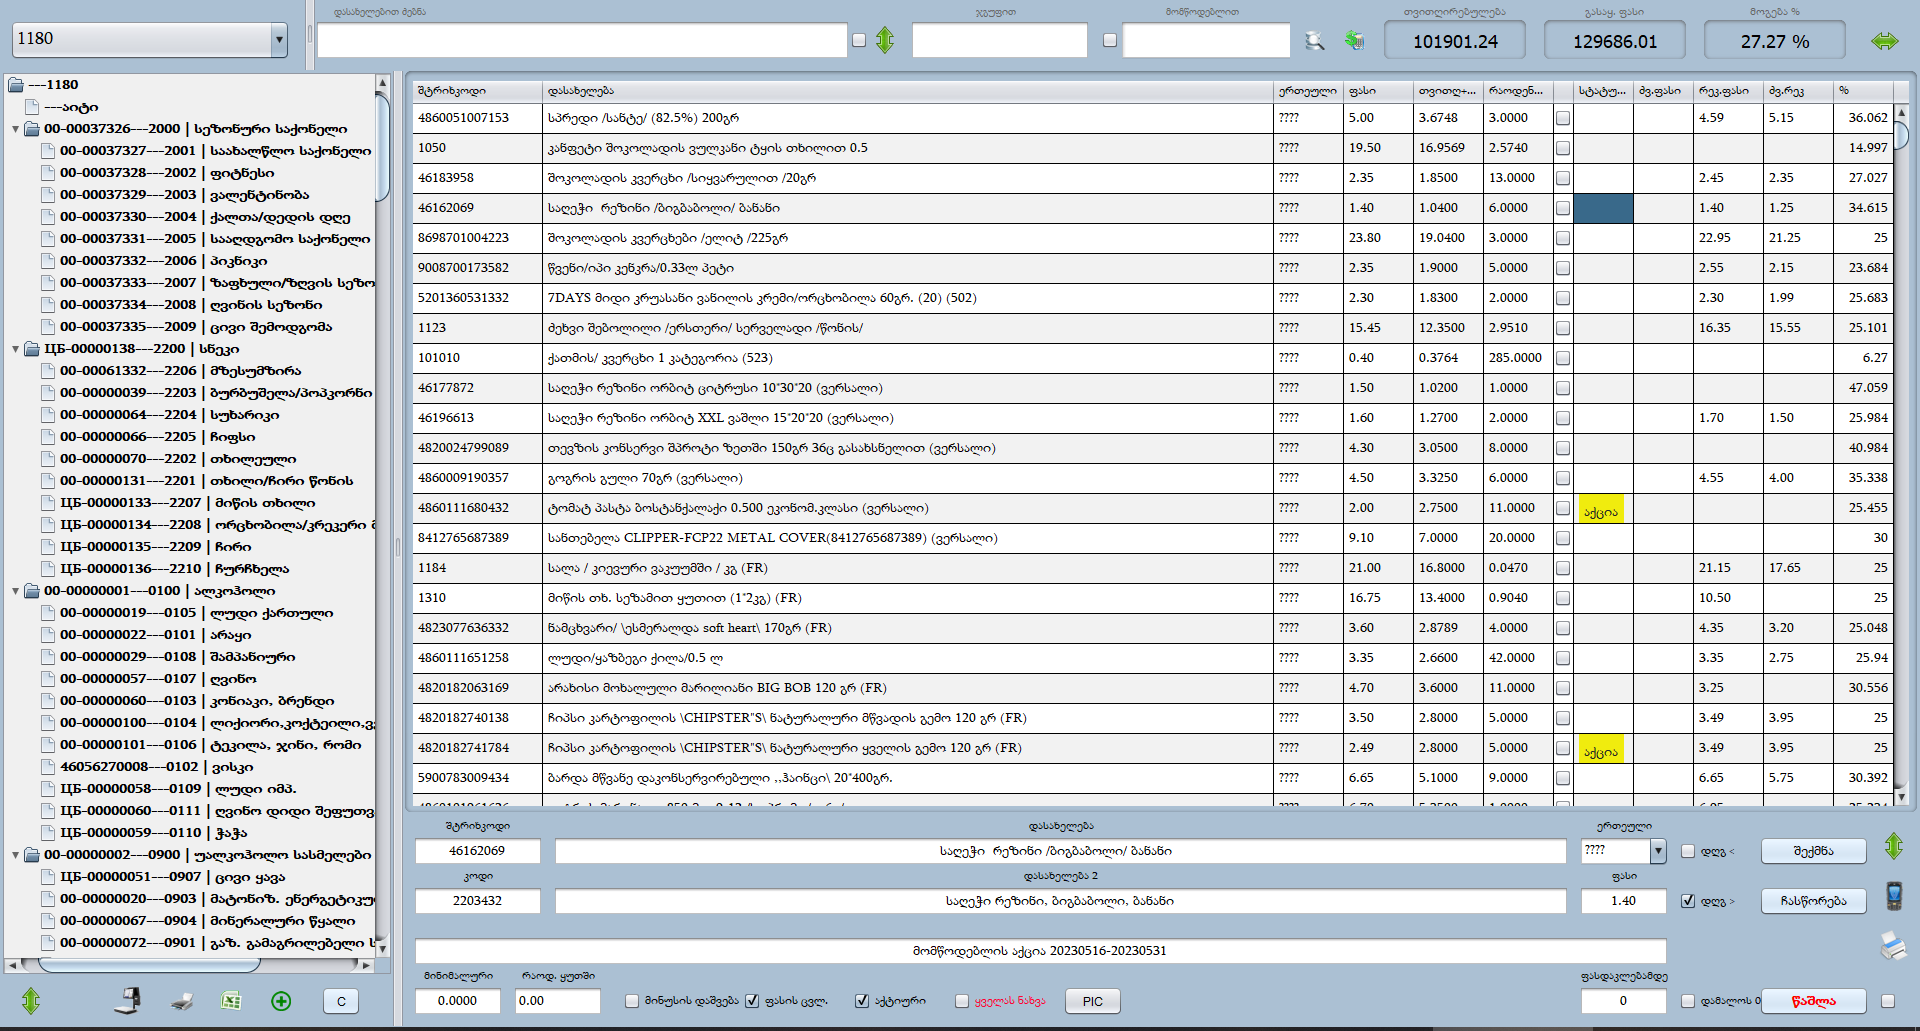 დასახელებით ძებნა ჯგუფით მომწოდებლით თვითღირებულება გასაყ. ფასი მოგება %
1180 101901.24 129686.01 27.27 %
---1180
---აიტი
00-00037326---2000 | სეზონური საქონელი
00-00037327---2001 | საახალწლო საქონელი
00-00037328---2002 | ფიტნესი
00-00037329---2003 | ვალენტინობა
00-00037330---2004 | ქალთა/დედის დღე
00-00037331---2005 | სააღდგომო საქონელი
00-00037332---2006 | პიკნიკი
00-00037333---2007 | ზაფხული/ზღვის სეზო
00-00037334---2008 | ღვინის სეზონი
00-00037335---2009 | ცივი შემოდგომა
ЦБ-00000138---2200 | სნეკი
00-00061332---2206 | მზესუმზირა
00-00000039---2203 | ბურბუშელა/პოპკორნი
00-00000064---2204 | სუხარიკი
00-00000066---2205 | ჩიფსი
00-00000070---2202 | თხილეული
00-00000131---2201 | თხილი/ჩირი წონის
ЦБ-00000133---2207 | მიწის თხილი
ЦБ-00000134---2208 | ორცხობილა/კრეკერი
ЦБ-00000135---2209 | ჩირი
ЦБ-00000136---2210 | ჩურჩხელა
00-00000001---0100 | ალკოჰოლი
00-00000019---0105 | ლუდი ქართული
00-00000022---0101 | არაყი
00-00000029---0108 | შამპანიური
00-00000057---0107 | ღვინო
00-00000060---0103 | კონიაკი, ბრენდი
00-00000100---0104 | ლიქიორი,კოქტეილი,ვ
00-00000101---0106 | ტეკილა, ჯინი, რომი
46056270008---0102 | ვისკი
ЦБ-00000058---0109 | ლუდი იმპ.
ЦБ-00000060---0111 | ღვინო დიდი შეფუთვ
ЦБ-00000059---0110 | ჭაჭა
00-00000002---0900 | უალკოჰოლო სასმელები
ЦБ-00000051---0907 | ცივი ყავა
00-00000020---0903 | მატონიზ. ენერგეტიკუ
00-00000067---0904 | მინერალური წყალი
00-00000072---0901 | გაზ. გამაგრილებელი ს
შტრიხკოდი დასახელება ერთეული ფასი თვითღ+... რაოდენ... სტატუ... ძვ.ფასი რეკ.ფასი ძვ.რეკ %
4860051007153 სპრედი /სანტე/ (82.5%) 200გრ ???? 5.00 3.6748 3.0000 4.59 5.15 36.062
1050 კანფეტი შოკოლადის ვულკანი ტყის თხილით 0.5 ???? 19.50 16.9569 2.5740 14.997
46183958 შოკოლადის კვერცხი /სიყვარულით /20გრ ???? 2.35 1.8500 13.0000 2.45 2.35 27.027
46162069 საღეჭი  რეზინი /ბიგბაბოლი/ ბანანი ???? 1.40 1.0400 6.0000 1.40 1.25 34.615
8698701004223 შოკოლადის კვერცხები /ელიტ /225გრ ???? 23.80 19.0400 3.0000 22.95 21.25 25
9008700173582 წვენი/იპი კენკრა/0.33ლ პეტი ???? 2.35 1.9000 5.0000 2.55 2.15 23.684
5201360531332 7DAYS მიდი კრუასანი ვანილის კრემი/ორცხობილა 60გრ. (20) (502) ???? 2.30 1.8300 2.0000 2.30 1.99 25.683
1123 ძეხვი შებოლილი /ერსთერი/ სერველადი /წონის/ ???? 15.45 12.3500 2.9510 16.35 15.55 25.101
101010 ქათმის/ კვერცხი 1 კატეგორია (523) ???? 0.40 0.3764 285.0000 6.27
46177872 საღეჭი რეზინი ორბიტ ციტრუსი 10*30*20 (ვერსალი) ???? 1.50 1.0200 1.0000 47.059
46196613 საღეჭი რეზინი ორბიტ XXL ვაშლი 15*20*20 (ვერსალი) ???? 1.60 1.2700 2.0000 1.70 1.50 25.984
4820024799089 თევზის კონსერვი შპროტი ზეთში 150გრ 36ც გასახსნელით (ვერსალი) ???? 4.30 3.0500 8.0000 40.984
4860009190357 გოგრის გული 70გრ (ვერსალი) ???? 4.50 3.3250 6.0000 4.55 4.00 35.338
4860111680432 ტომატ პასტა ბოსტანქალაქი 0.500 ეკონომ.კლასი (ვერსალი) ???? 2.00 2.7500 11.0000 აქცია 25.455
8412765687389 სანთებელა CLIPPER-FCP22 METAL COVER(8412765687389) (ვერსალი) ???? 9.10 7.0000 20.0000 30
1184 სალა / კიევური ვაკუუმში / კგ (FR) ???? 21.00 16.8000 0.0470 21.15 17.65 25
1310 მიწის თხ. სეზამით ყუთით (1*2კგ) (FR) ???? 16.75 13.4000 0.9040 10.50 25
4823077636332 ნამცხვარი/ \ესმერალდა soft heart\ 170გრ (FR) ???? 3.60 2.8789 4.0000 4.35 3.20 25.048
4860111651258 ლუდი/ყაზბეგი ქილა/0.5 ლ ???? 3.35 2.6600 42.0000 3.35 2.75 25.94
4820182063169 არახისი მოხალული მარილიანი BIG BOB 120 გრ (FR) ???? 4.70 3.6000 11.0000 3.25 30.556
4820182740138 ჩიპსი კარტოფილის \CHIPSTER"S\ ნატურალური მწვადის გემო 120 გრ (FR) ???? 3.50 2.8000 5.0000 3.49 3.95 25
4820182741784 ჩიპსი კარტოფილის \CHIPSTER"S\ ნატურალური ყველის გემო 120 გრ (FR) ???? 2.49 2.8000 5.0000 აქცია 3.49 3.95 25
5900783009434 ბარდა მწვანე დაკონსერვირებული ,,ჰაინცი\ 20*400გრ. ???? 6.65 5.1000 9.0000 6.65 5.75 30.392
შტრიხკოდი დასახელება ერთეული
46162069 საღეჭი  რეზინი /ბიგბაბოლი/ ბანანი ???? დღგ < შექმნა
კოდი დასახელება 2 ფასი
2203432 საღეჭი რეზინი, ბიგბაბოლი, ბანანი 1.40 დღგ > ჩასწორება
მომწოდებლის აქცია 20230516-20230531
მინიმალური რაოდ. ყუთში ფასდაკლებამდე
C 0.0000 0.00 მინუსის დაშვება ფასის ცვლ. აქტიური ყველას ნახვა PIC 0 დამალოს 0 წაშლა